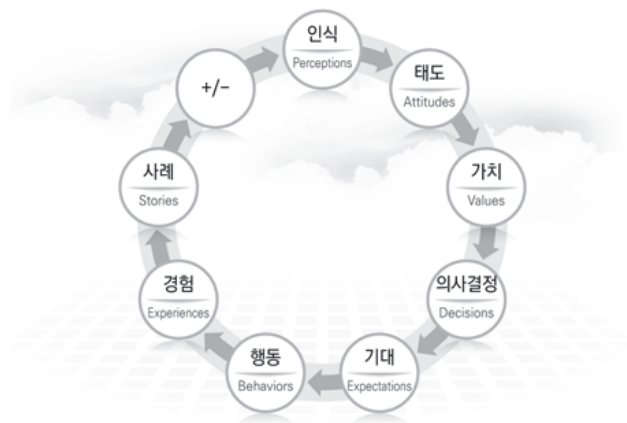 인식
Perceptions
태도
Attitudes
가치
Values
의사결정
Decisions
기대
Expectations
행동
Behaviors
경험
Experiences
사례
Stories
+/-